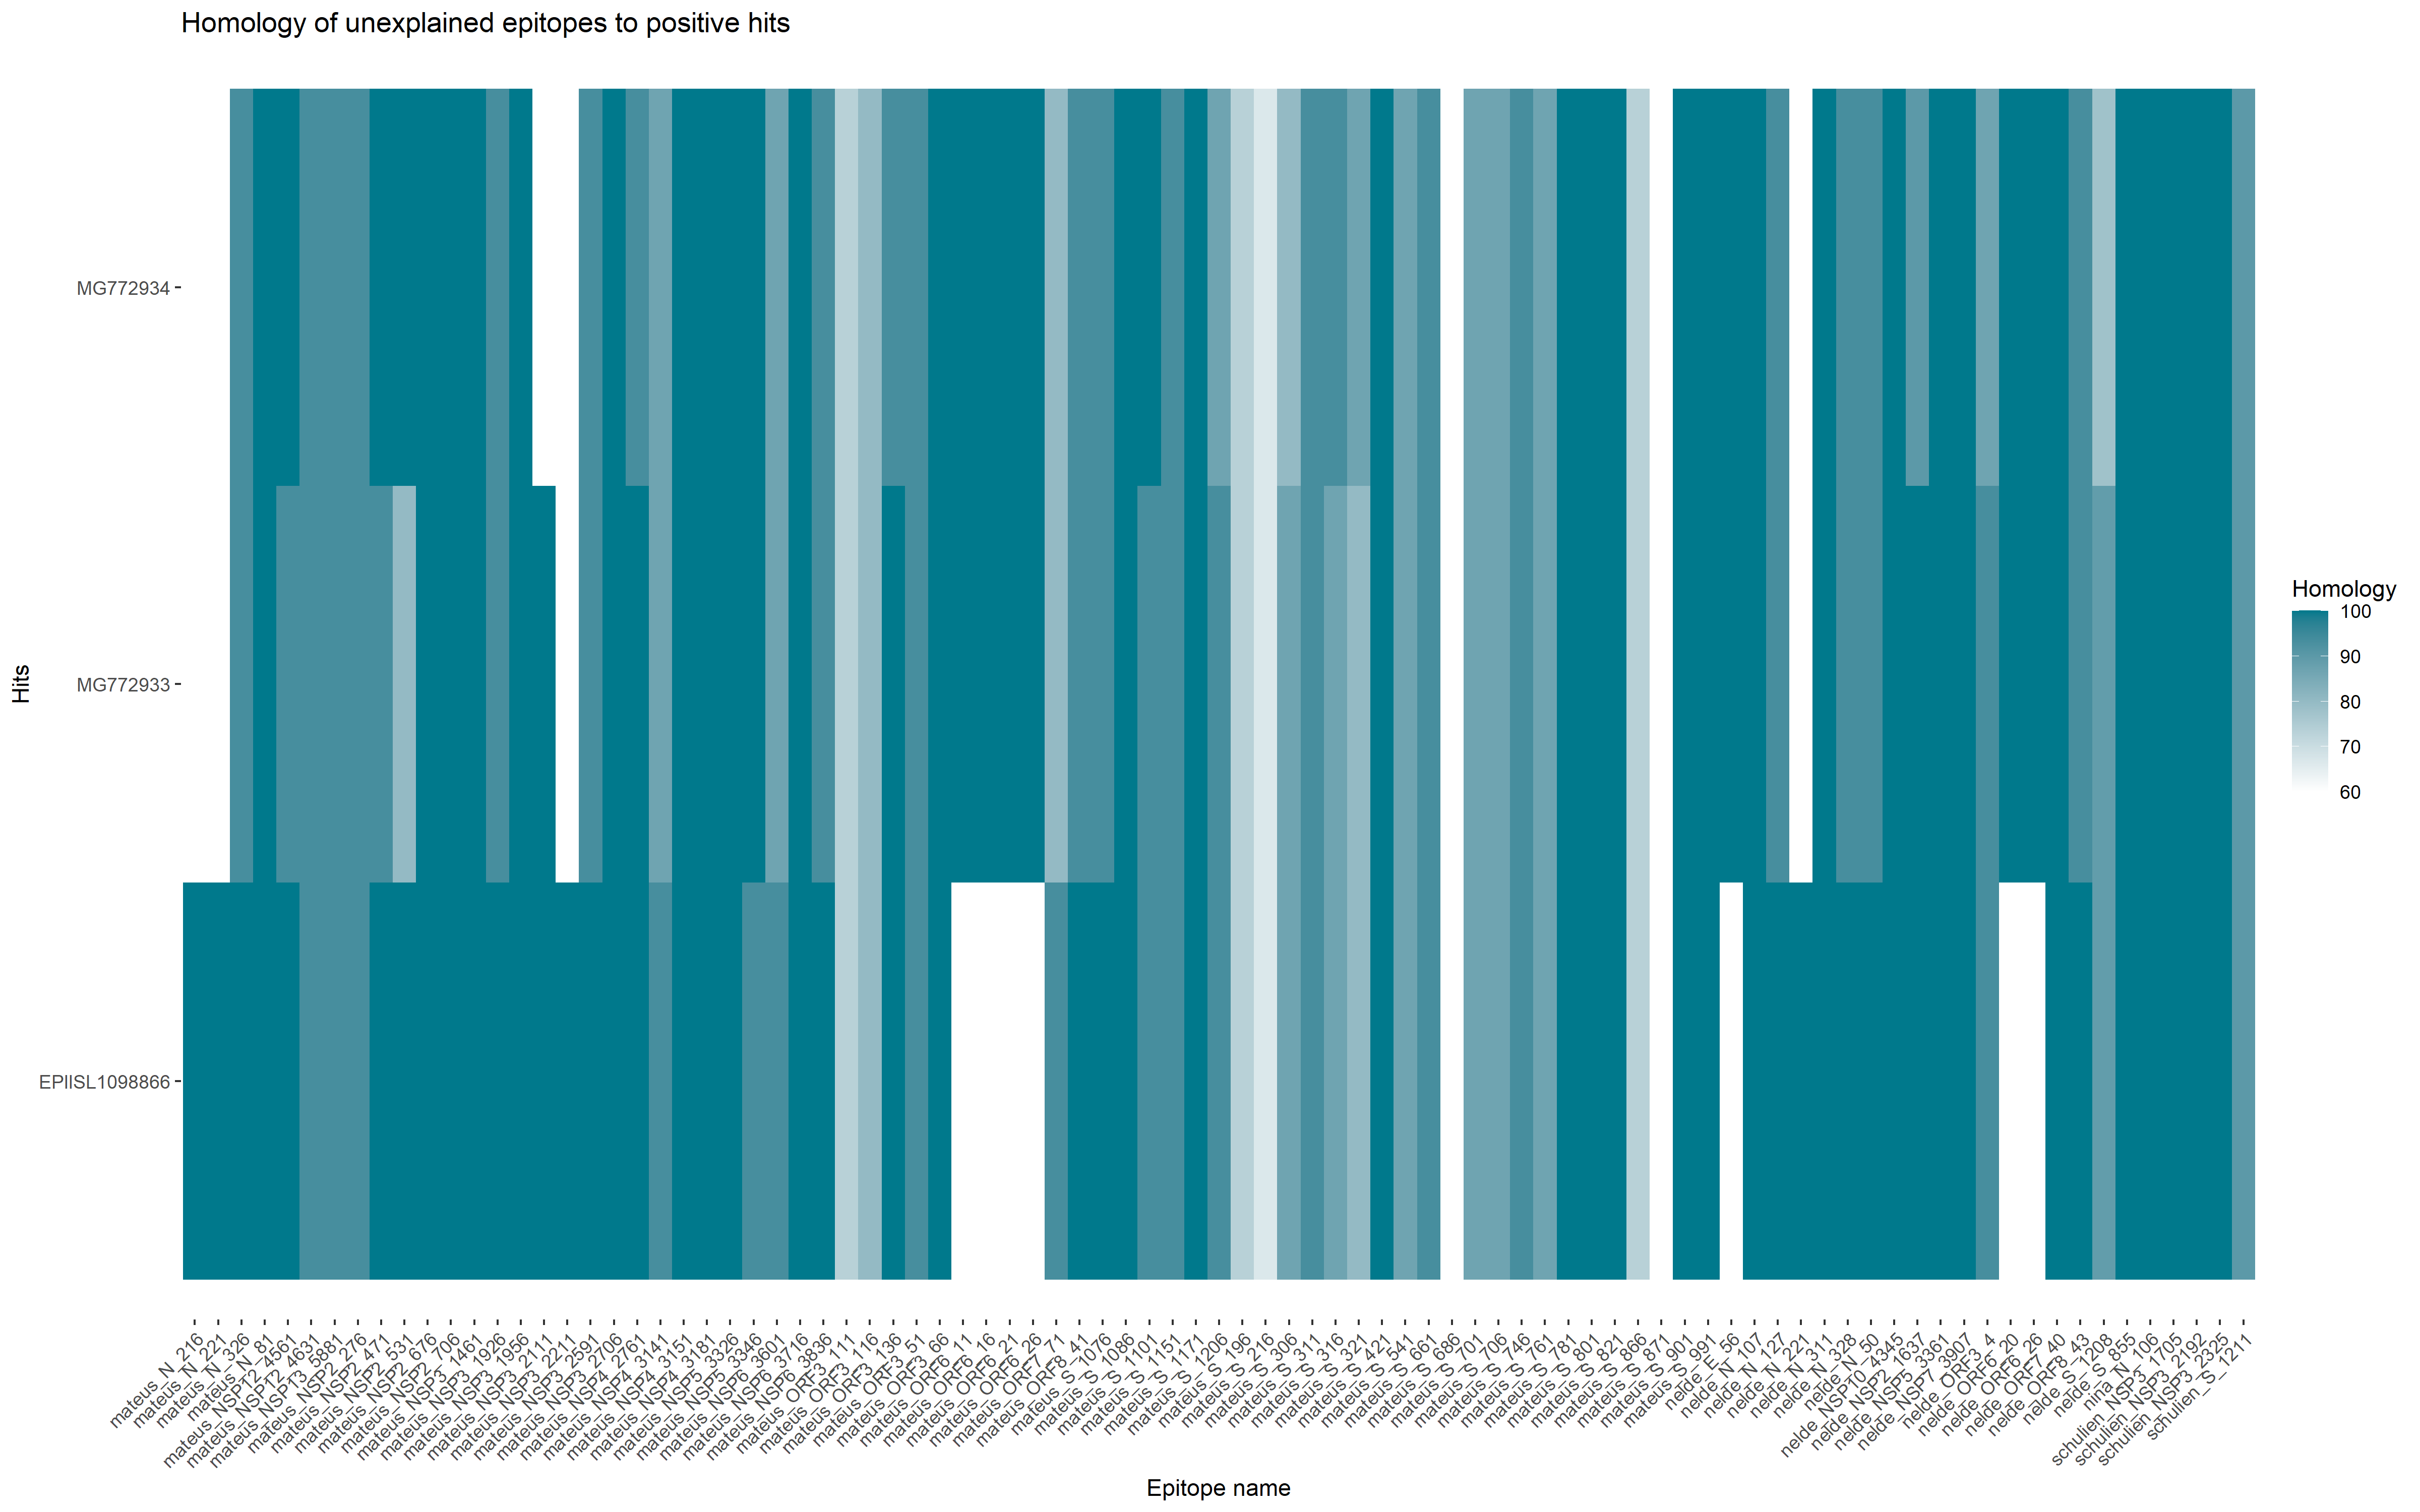 Homology of unexplained epitopes to positive hits
MG772934
MG772933
EPIISL1098866
Hits
Homology
100
90
80
70
60
mateus_N_216
mateus_N_221
mateus_N_326
mateus_N_81
mateus_NSP12_4561
mateus_NSP12_4631
mateus_NSP13_5881
mateus_NSP2_276
mateus_NSP2_471
mateus_NSP2_531
mateus_NSP2_676
mateus_NSP2_706
mateus_NSP3_1461
mateus_NSP3_1926
mateus_NSP3_1956
mateus_NSP3_2111
mateus_NSP3_2211
mateus_NSP3_2591
mateus_NSP3_2706
mateus_NSP4_2761
mateus_NSP4_3141
mateus_NSP4_3151
mateus_NSP4_3181
mateus_NSP5_3326
mateus_NSP5_3346
mateus_NSP6_3601
mateus_NSP6_3716
mateus_NSP6_3836
mateus_ORF3_111
mateus_ORF3_116
mateus_ORF3_136
mateus_ORF3_51
mateus_ORF3_66
mateus_ORF6_11
mateus_ORF6_16
mateus_ORF6_21
mateus_ORF6_26
mateus_ORF7_71
mateus_ORF8_41
mateus_S_1076
mateus_S_1086
mateus_S_1101
mateus_S_1151
mateus_S_1171
mateus_S_1206
mateus_S_196
mateus_S_216
mateus_S_306
mateus_S_311
mateus_S_316
mateus_S_321
mateus_S_421
mateus_S_541
mateus_S_661
mateus_S_686
mateus_S_701
mateus_S_706
mateus_S_746
mateus_S_761
mateus_S_781
mateus_S_801
mateus_S_821
mateus_S_866
mateus_S_871
mateus_S_901
mateus_S_991
nelde_E_56
nelde_N_107
nelde_N_127
nelde_N_221
nelde_N_311
nelde_N_328
nelde_N_50
nelde_NSP10_4345
nelde_NSP2_1637
nelde_NSP5_3361
nelde_NSP7_3907
nelde_ORF3_4
nelde_ORF6_20
nelde_ORF6_26
nelde_ORF7_40
nelde_ORF8_43
nelde_S_1208
nelde_S_855
nina_N_106
schulien_NSP3_1705
schulien_NSP3_2192
schulien_NSP3_2325
schulien_S_1211
Epitope name